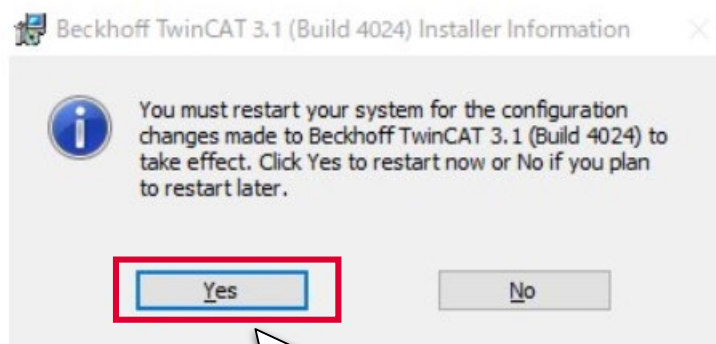 Beckhoff TwinCAT 3.1 (Build 4024) Installer Information
You must restart your system for the configuration
changes made to Beckhoff TwinCAT 3.1 (Build 4024) to
take effect. Click Yes to restart now or No if you plan
to restart later.
Yes
No